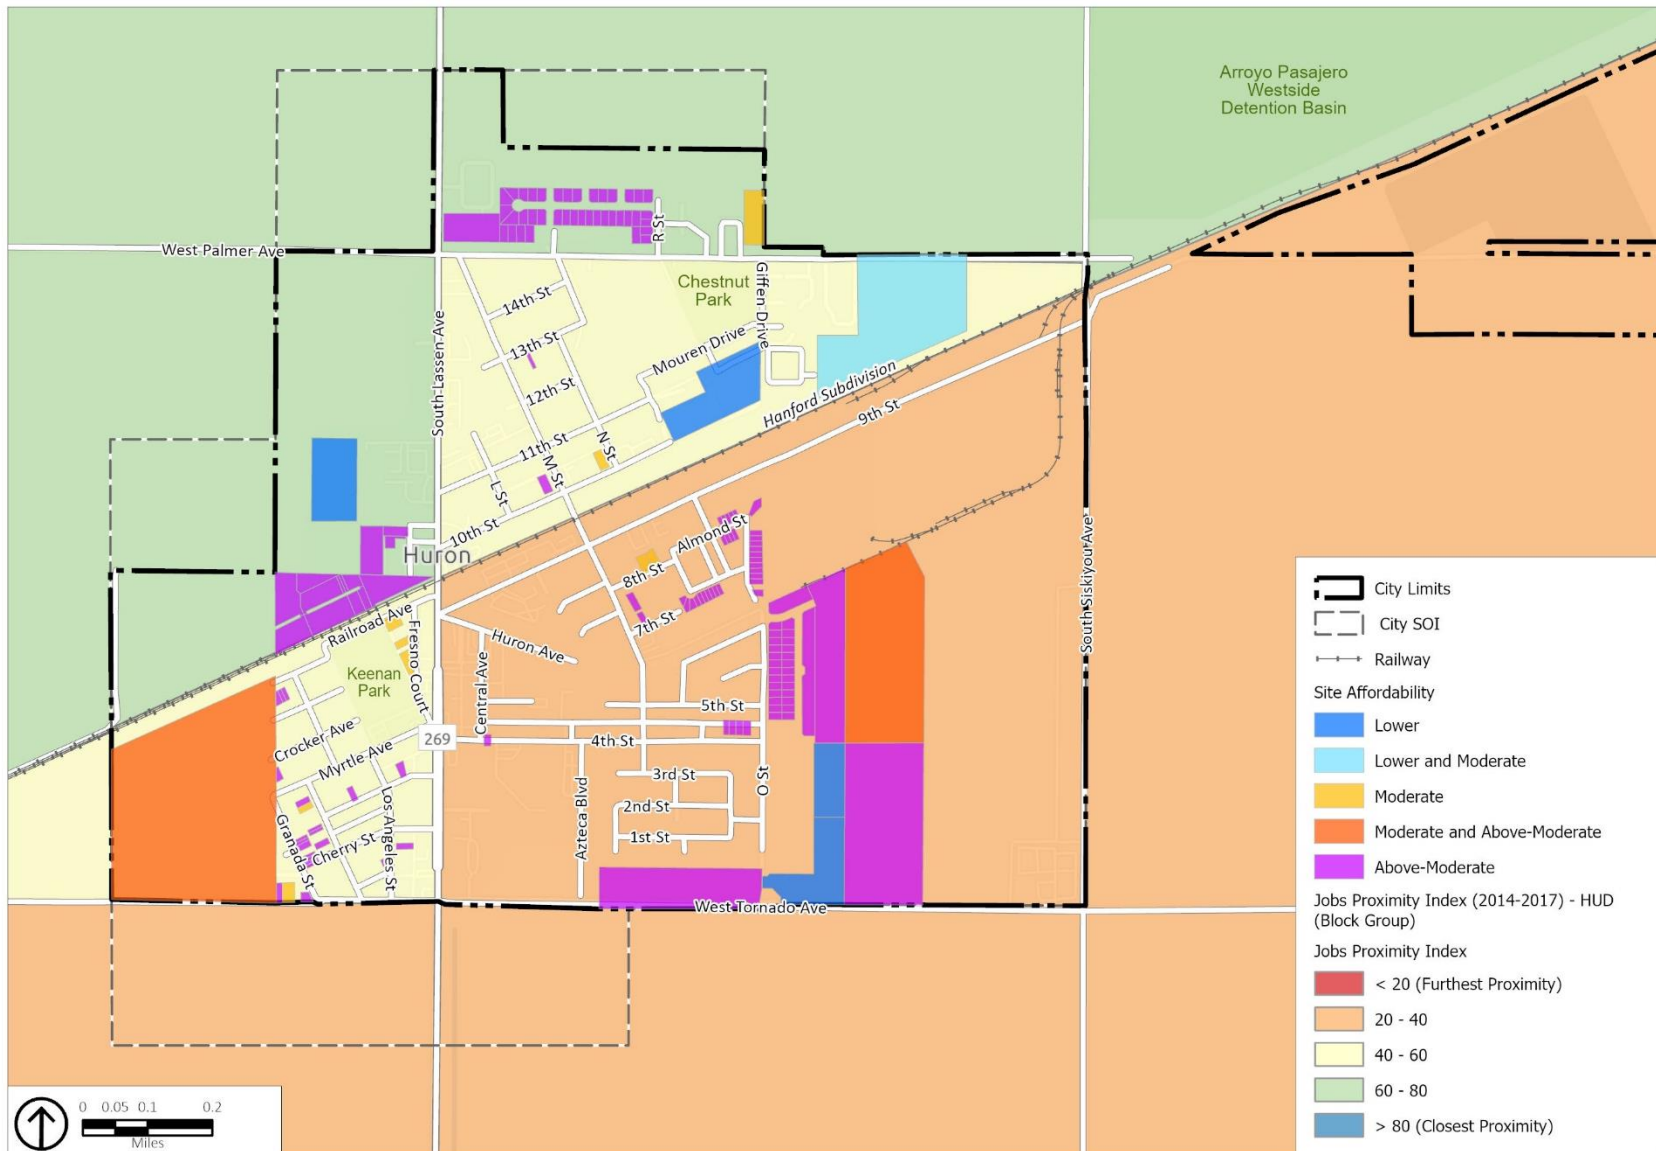 Arroyo Pasajero
Westside
Detention Basin
West Palmer Ave
R St
Chestnut
Park
Giffen Drive
14th St
South Lassen Ave
13th St
Mouren Drive
12th St
Hanford Subdivision
9th St
11th St
N St
M St
L St
10th St
Huron
Almond St
8th St
7th St
South Siskiyou Ave
Railroad Ave
Fresno Court
Huron Ave
Keenan
Park
Central Ave
5th St
269
4th St
Crocker Ave
Myrtle Ave
3rd St
O St
2nd St
Azteca Blvd
Los Angeles St
1st St
Granada St
Cherry St
West Tornado Ave
City Limits
City SOI
Railway
Site Affordability
Lower
Lower and Moderate
Moderate
Moderate and Above-Moderate
Above-Moderate
Jobs Proximity Index (2014-2017) - HUD
(Block Group)
Jobs Proximity Index
< 20 (Furthest Proximity)
20 - 40
40 - 60
60 - 80
> 80 (Closest Proximity)
0 0.05 0.1 0.2
Miles